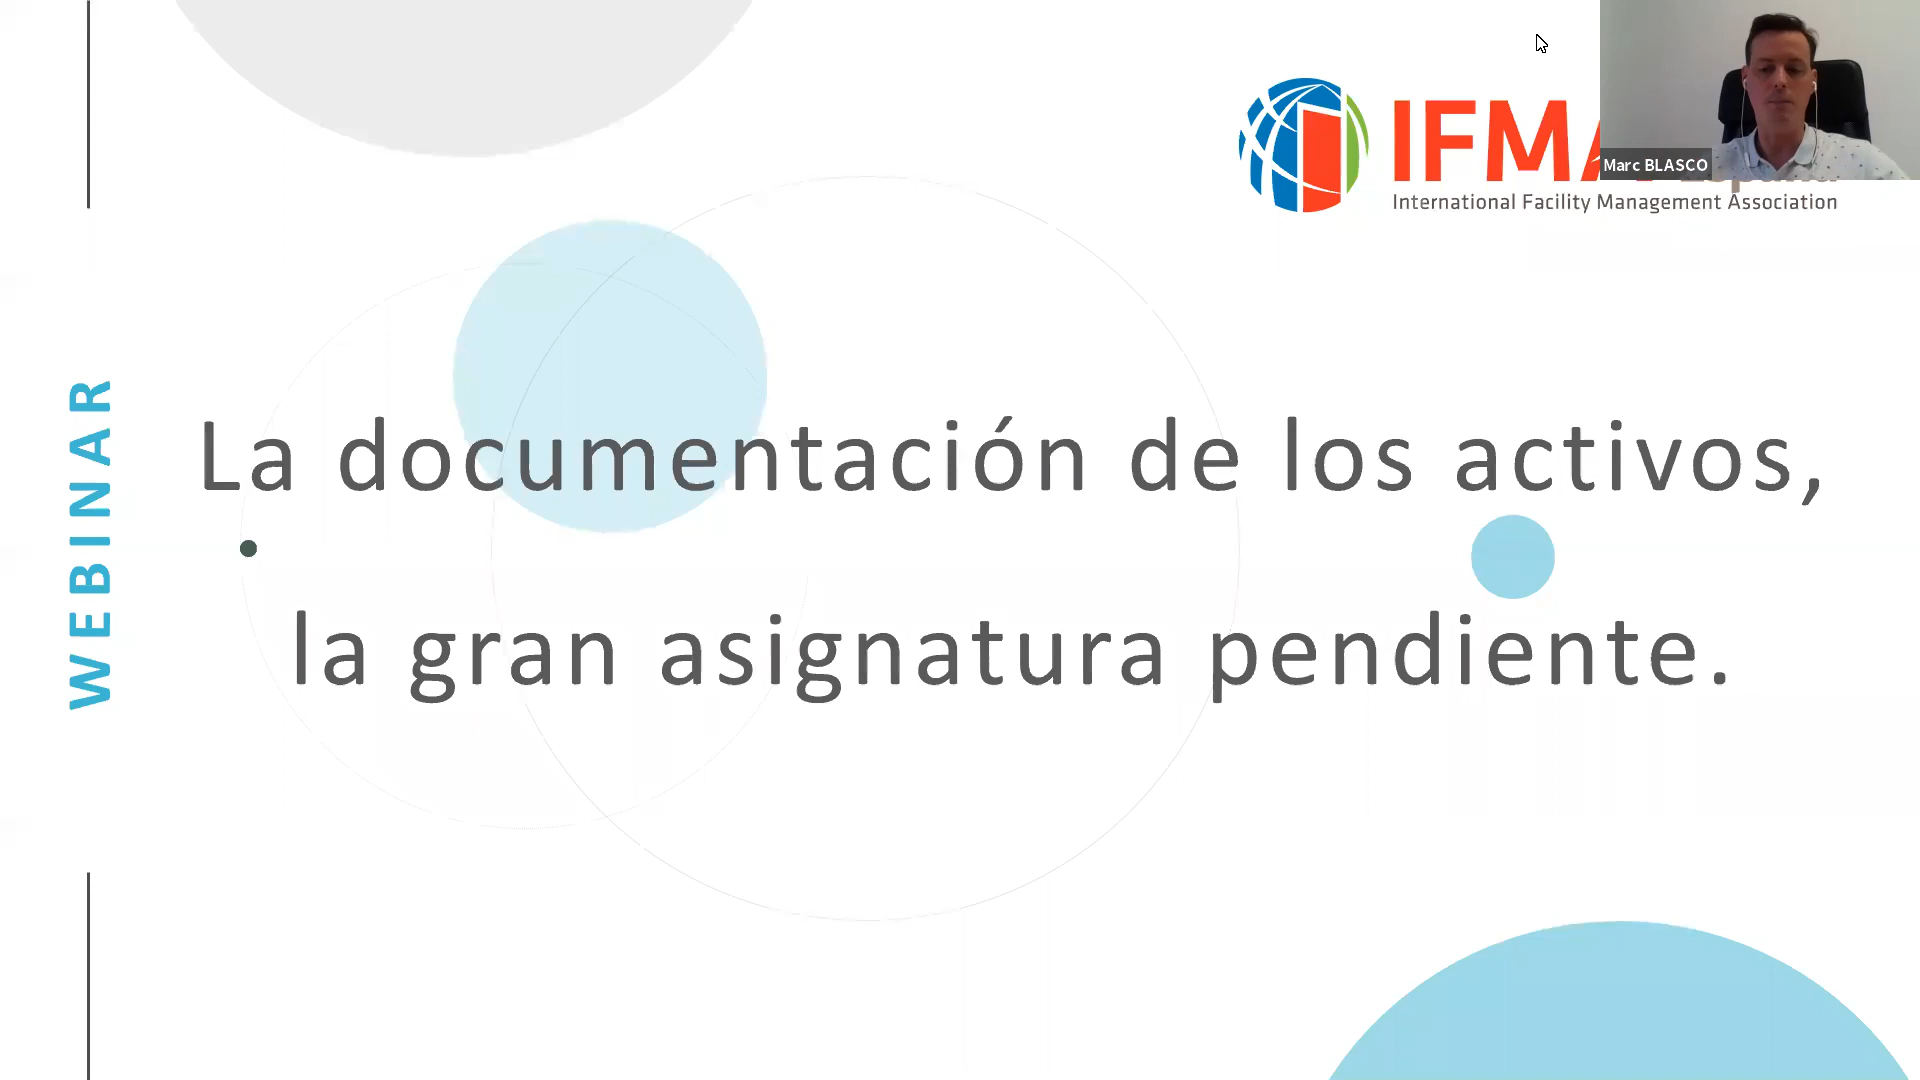 IFMA
Marc BLASCO
International Facility Management Association
WEBINAR
La documentación de los activos,
la gran asignatura pendiente.